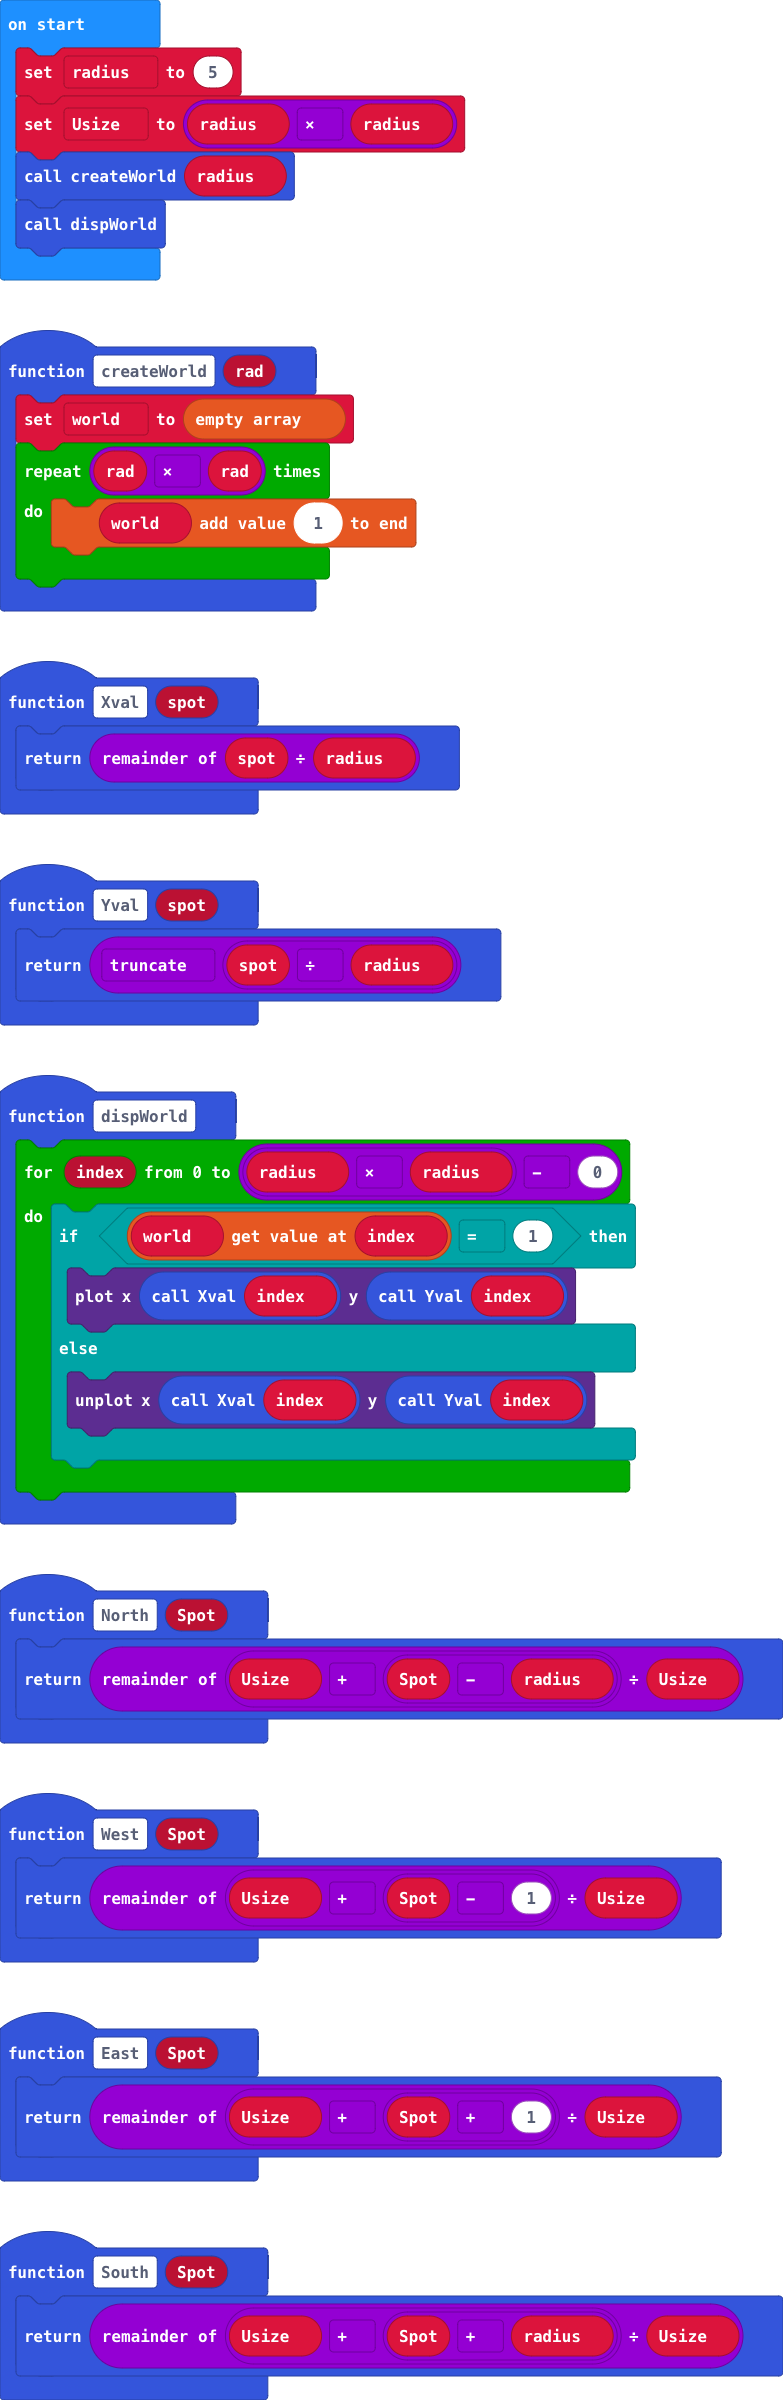 on start
set radius to 5
set Usize to radius × radius
call createWorld radius
call dispWorld
function createWorld rad
set world to empty array
repeat rad × rad times
do world add value 1 to end
function Xval spot
return remainder of spot ÷ radius
function Yval spot
return truncate spot ÷ radius
function dispWorld
for index from 0 to radius × radius - 0
do
if world get value at index = 1 then
plot x call Xval index y call Yval index
else
unplot x call Xval index y call Yval index
function North Spot
return remainder of Usize + Spot - radius ÷ Usize
function West Spot
return remainder of Usize + Spot - 1 ÷ Usize
function East Spot
return remainder of Usize + Spot + 1 ÷ Usize
function South Spot
return remainder of Usize + Spot + radius ÷ Usize